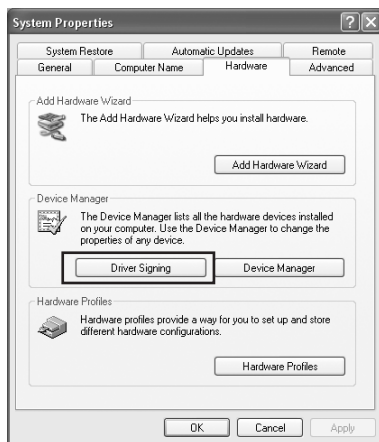 System Properties
System Restore Automatic Updates Remote
General Computer Name Hardware Advanced
Add Hardware Wizard
The Add Hardware Wizard helps you install hardware.
Add Hardware Wizard
Device Manager
The Device Manager lists all the hardware devices installed
on your computer. Use the Device Manager to change the
properties of any device.
Driver Signing Device Manager
Hardware Profiles
Hardware profiles provide a way for you to set up and store
different hardware configurations.
Hardware Profiles
OK Cancel Apply